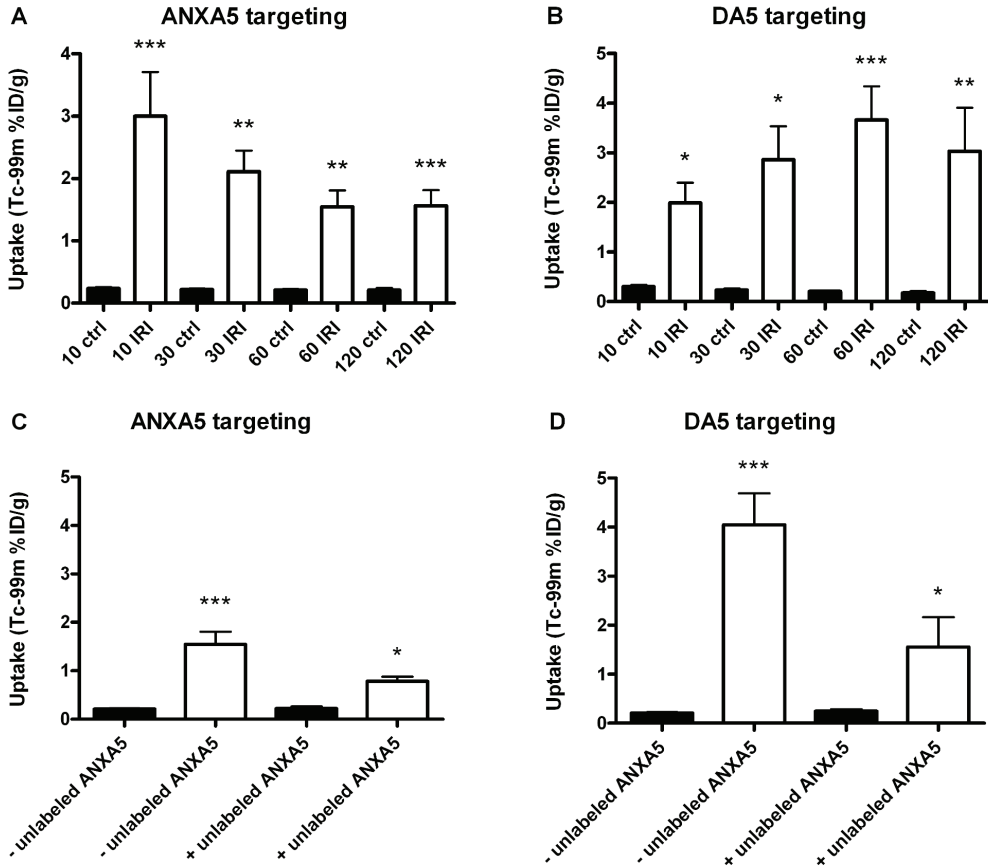 A
ANXA5 targeting
Uptake (Tc-99m %ID/g)
4
3
2
1
0
***
**
**
***
10 ctrl
10 IRI
30 ctrl
30 IRI
60 ctrl
60 IRI
120 ctrl
120 IRI
B
DA5 targeting
Uptake (Tc-99m %ID/g)
5
4
3
2
1
0
*
*
***
**
10 ctrl
10 IRI
30 ctrl
30 IRI
60 ctrl
60 IRI
120 ctrl
120 IRI
C
ANXA5 targeting
Uptake (Tc-99m %ID/g)
5
4
3
2
1
0
***
*
- unlabeled ANXA5
- unlabeled ANXA5
+ unlabeled ANXA5
+ unlabeled ANXA5
D
DA5 targeting
Uptake (Tc-99m %ID/g)
5
4
3
2
1
0
***
*
- unlabeled ANXA5
- unlabeled ANXA5
+ unlabeled ANXA5
+ unlabeled ANXA5